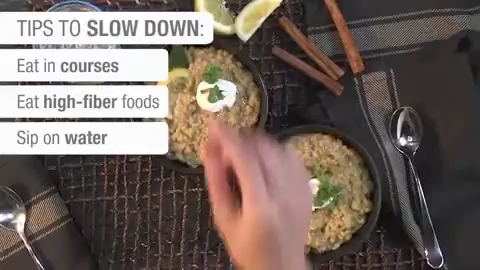 TIPS TO SLOW DOWN:
Eat in courses
Eat high-fiber foods
Sip on water